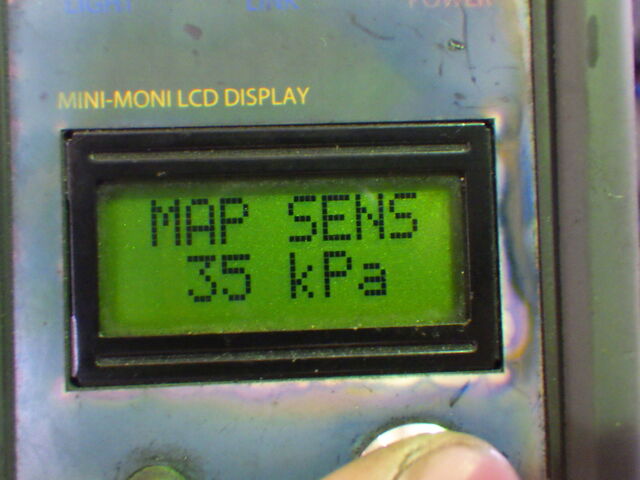 LIGHT LINK POWER
MINI-MONI LCD DISPLAY
MAP SENS
35 kPa